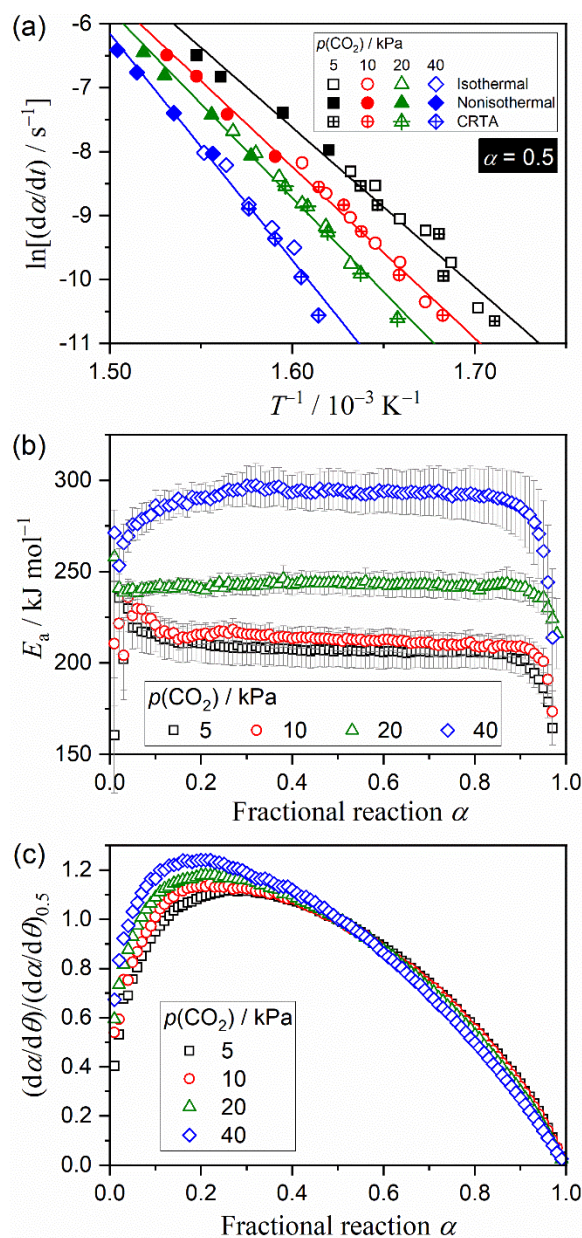 (a)
-6
-7
-8
-9
-10
-11
ln[(dα/dt) / s⁻¹]
p(CO₂) / kPa
5 10 20 40
Isothermal
Nonisothermal
CRTA
α = 0.5
1.50 1.60 1.70
T⁻¹ / 10⁻³ K⁻¹
(b)
300
250
200
150
Eₐ / kJ mol⁻¹
p(CO₂) / kPa
5 10 20 40
0.0 0.2 0.4 0.6 0.8 1.0
Fractional reaction α
(c)
1.2
1.0
0.8
0.6
0.4
0.2
0.0
(dα/dθ)/(dα/dθ)₀.₅
p(CO₂) / kPa
5
10
20
40
0.0 0.2 0.4 0.6 0.8 1.0
Fractional reaction α